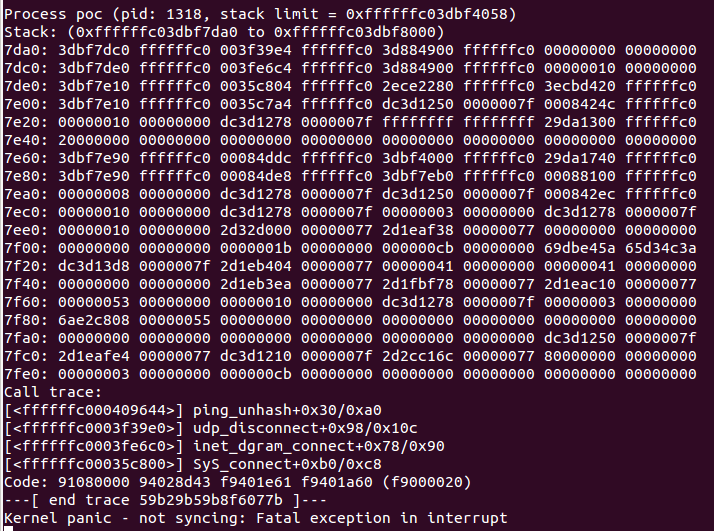 Process poc (pid: 1318, stack limit = 0xffffffc03dbf4058)
Stack: (0xffffffc03dbf7da0 to 0xffffffc03dbf8000)
7da0: 3dbf7dc0 ffffffc0 003f39e4 ffffffc0 3d884900 ffffffc0 00000000 00000000
7dc0: 3dbf7de0 ffffffc0 003fe6c4 ffffffc0 3d884900 ffffffc0 00000010 00000000
7de0: 3dbf7e10 ffffffc0 0035c804 ffffffc0 2ece2280 ffffffc0 3ecbd420 ffffffc0
7e00: 3dbf7e10 ffffffc0 0035c7a4 ffffffc0 dc3d1250 0000007f 0008424c ffffffc0
7e20: 00000010 00000000 dc3d1278 0000007f ffffffff ffffffff 29da1300 ffffffc0
7e40: 20000000 00000000 00000000 00000000 00000000 00000000 00000000 00000000
7e60: 3dbf7e90 ffffffc0 00084ddc ffffffc0 3dbf4000 ffffffc0 29da1740 ffffffc0
7e80: 3dbf7e90 ffffffc0 00084de8 ffffffc0 3dbf7eb0 ffffffc0 00088100 ffffffc0
7ea0: 00000008 00000000 dc3d1278 0000007f dc3d1250 0000007f 000842ec ffffffc0
7ec0: 00000010 00000000 dc3d1278 0000007f 00000003 00000000 dc3d1278 0000007f
7ee0: 00000010 00000000 2d32d000 00000077 2d1eaf38 00000077 00000000 00000000
7f00: 00000000 00000000 0000001b 00000000 000000cb 00000000 69dbe45a 65d34c3a
7f20: dc3d13d8 0000007f 2d1eb404 00000077 00000041 00000000 00000041 00000000
7f40: 00000000 00000000 2d1eb3ea 00000077 2d1fbf78 00000077 2d1eac10 00000077
7f60: 00000053 00000000 00000010 00000000 dc3d1278 0000007f 00000003 00000000
7f80: 6ae2c808 00000055 00000000 00000000 00000000 00000000 00000000 00000000
7fa0: 00000000 00000000 00000000 00000000 00000000 00000000 dc3d1250 0000007f
7fc0: 2d1eafe4 00000077 dc3d1210 0000007f 2d2cc16c 00000077 80000000 00000000
7fe0: 00000003 00000000 000000cb 00000000 00000000 00000000 00000000 00000000
Call trace:
[<ffffffc000409644>] ping_unhash+0x30/0xa0
[<ffffffc0003f39e0>] udp_disconnect+0x98/0x10c
[<ffffffc0003fe6c0>] inet_dgram_connect+0x78/0x90
[<ffffffc00035c800>] SyS_connect+0xb0/0xc8
Code: 91080000 94028d43 f9401e61 f9401a60 (f9000020)
---[ end trace 59b29b59b8f6077b ]---
Kernel panic - not syncing: Fatal exception in interrupt